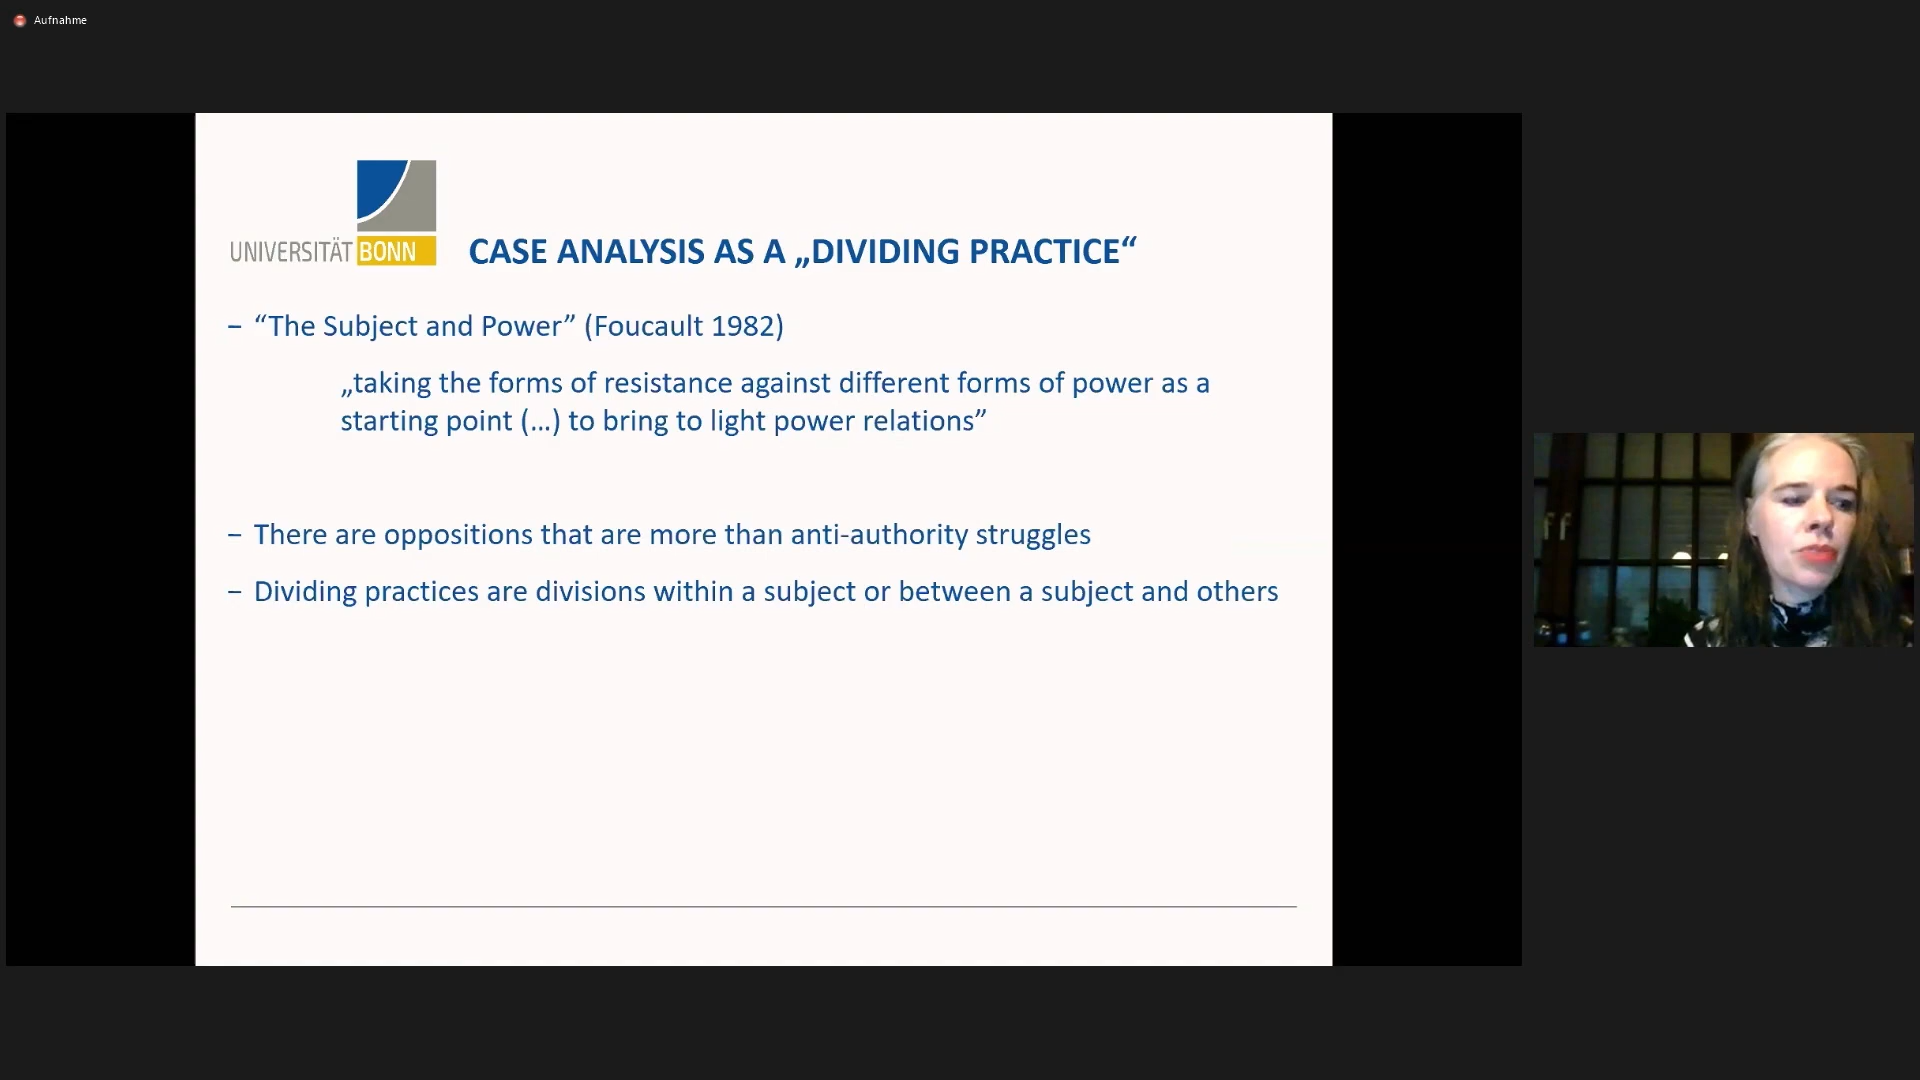 Aufnahme
UNIVERSITÄT BONN
CASE ANALYSIS AS A „DIVIDING PRACTICE“
– “The Subject and Power” (Foucault 1982)
„taking the forms of resistance against different forms of power as a
starting point (...) to bring to light power relations”
– There are oppositions that are more than anti-authority struggles
– Dividing practices are divisions within a subject or between a subject and others